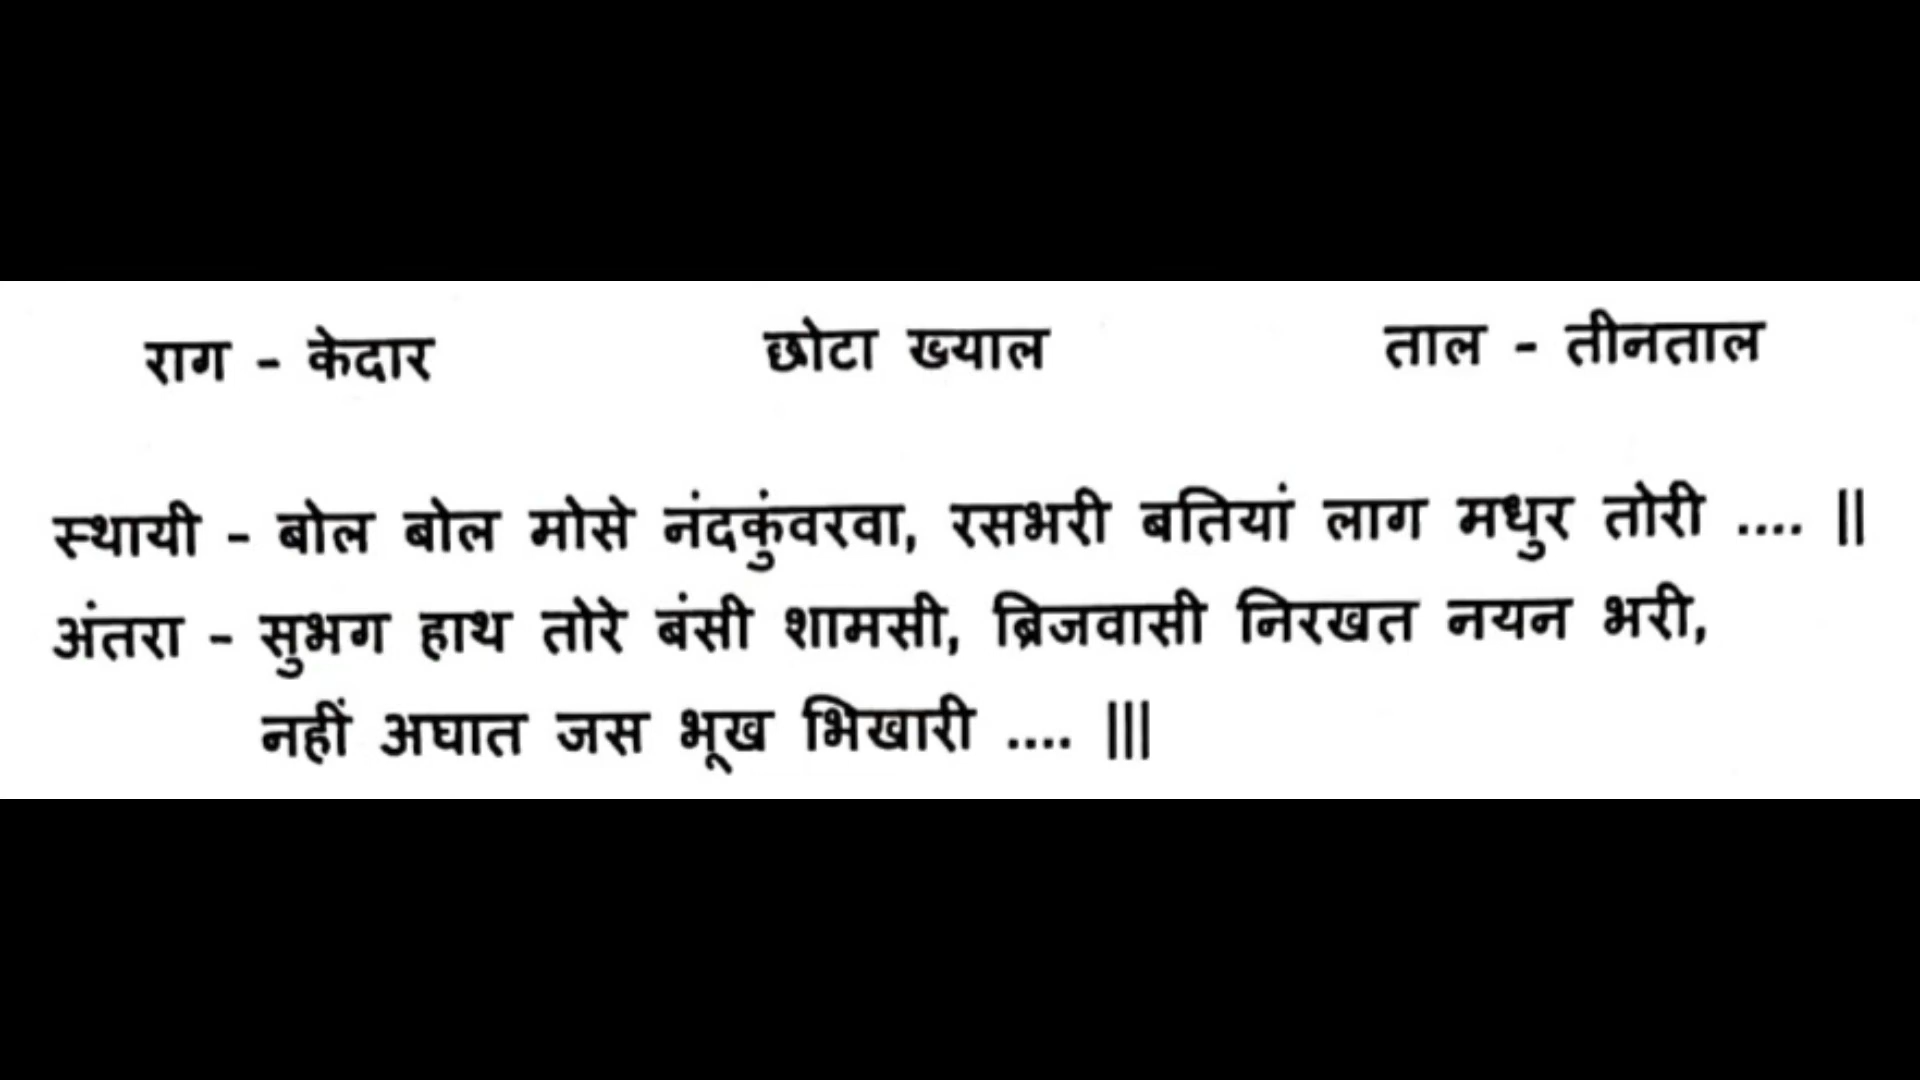 राग - केदार छोटा ख्याल ताल - तीनताल
स्थायी - बोल बोल मोसे नंदकुंवरवा, रसभरी बतियां लाग मधुर तोरी .... ||
अंतरा - सुभग हाथ तोरे बंसी शामसी, ब्रिजवासी निरखत नयन भरी,
नहीं अघात जस भूख भिखारी .... |||